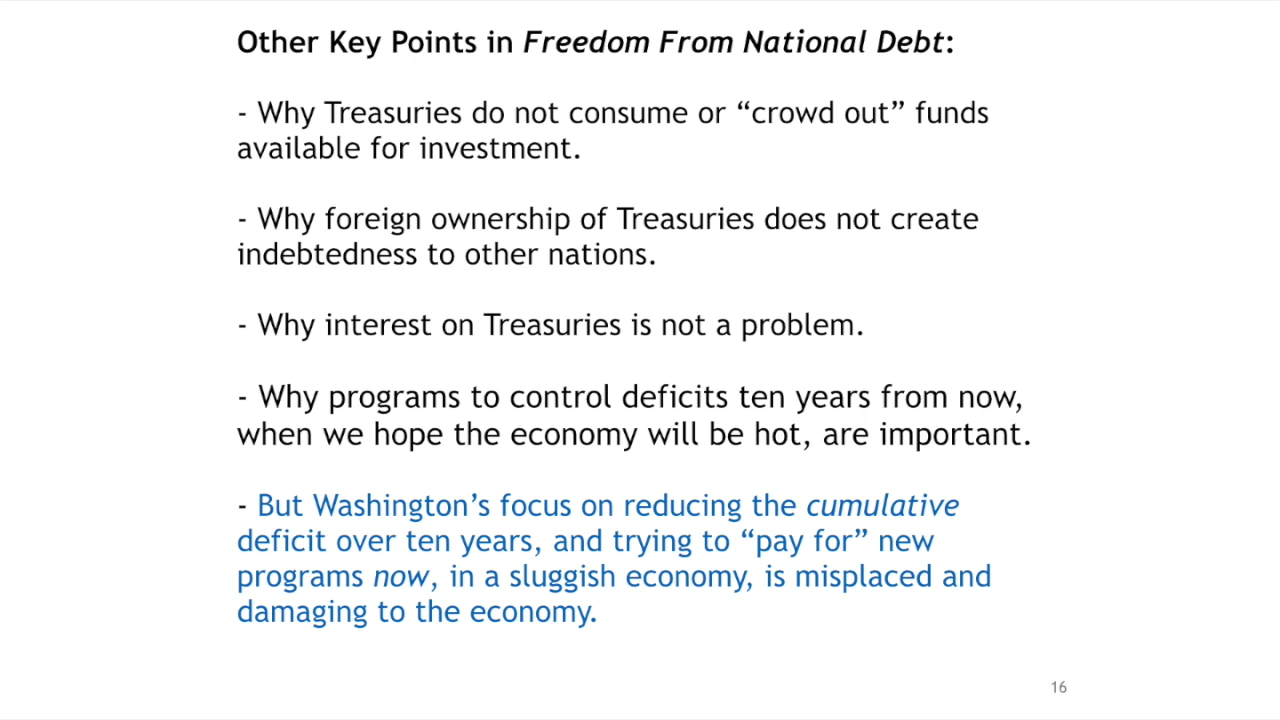 Other Key Points in Freedom From National Debt:
- Why Treasuries do not consume or “crowd out” funds
available for investment.
- Why foreign ownership of Treasuries does not create
indebtedness to other nations.
- Why interest on Treasuries is not a problem.
- Why programs to control deficits ten years from now,
when we hope the economy will be hot, are important.
- But Washington’s focus on reducing the cumulative
deficit over ten years, and trying to “pay for” new
programs now, in a sluggish economy, is misplaced and
damaging to the economy.
16